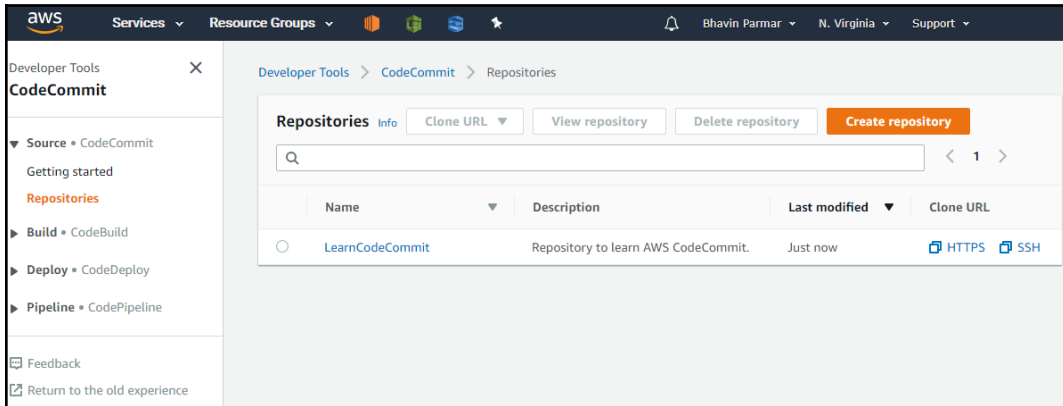 aws Services Resource Groups Bhavin Parmar N. Virginia Support
Developer Tools
CodeCommit
Source • CodeCommit
Getting started
Repositories
Build • CodeBuild
Deploy • CodeDeploy
Pipeline • CodePipeline
Feedback
Return to the old experience
Developer Tools > CodeCommit > Repositories
Repositories Info Clone URL View repository Delete repository Create repository
< 1 >
Name Description Last modified Clone URL
LearnCodeCommit Repository to learn AWS CodeCommit. Just now HTTPS SSH